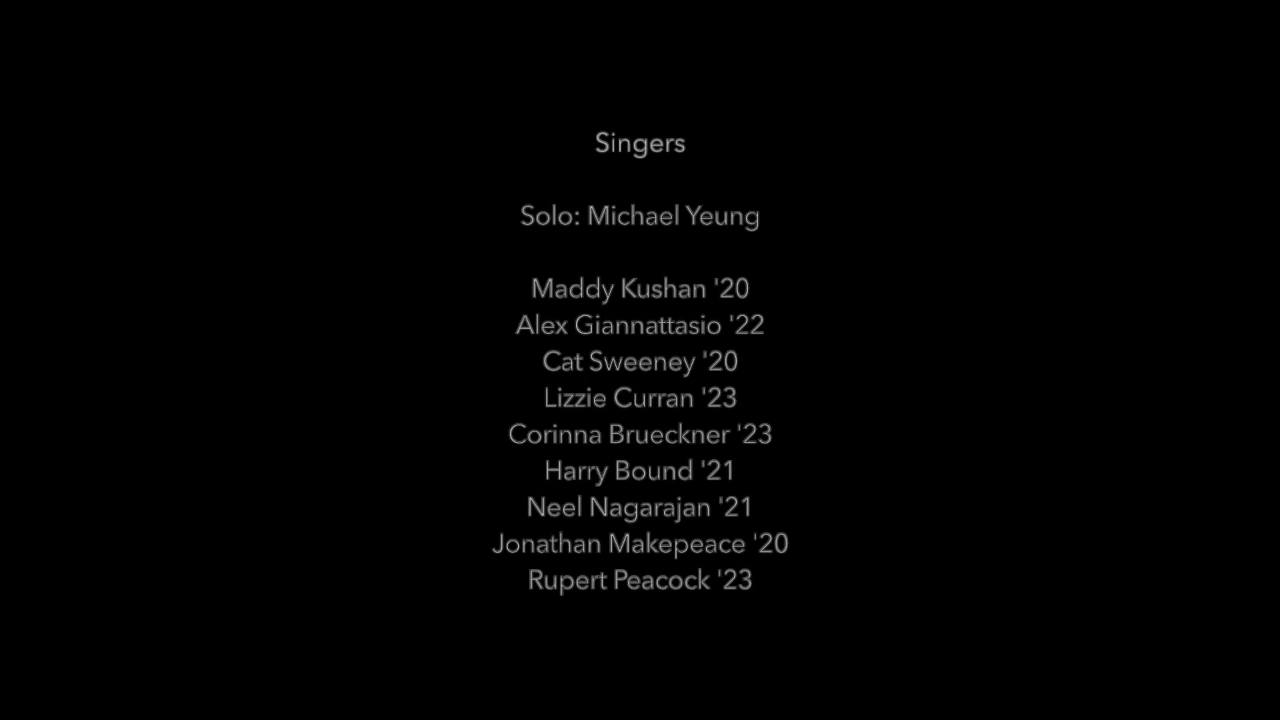 Singers
Solo: Michael Yeung
Maddy Kushan '20
Alex Giannattasio '22
Cat Sweeney '20
Lizzie Curran '23
Corinna Brueckner '23
Harry Bound '21
Neel Nagarajan '21
Jonathan Makepeace '20
Rupert Peacock '23